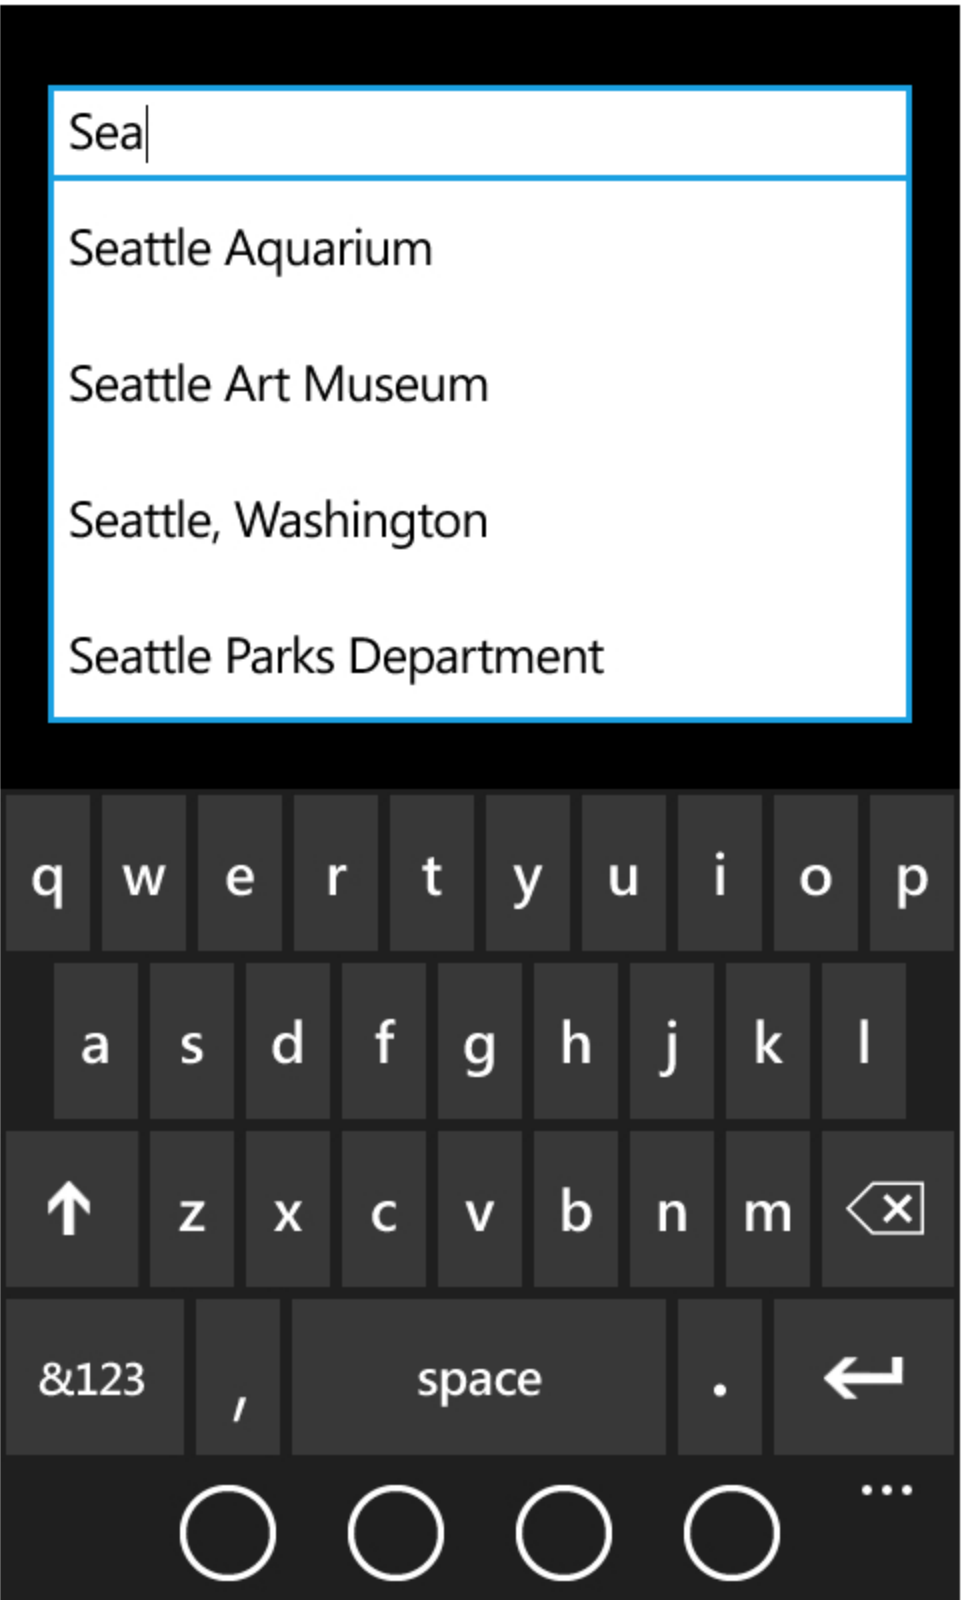 Sea
Seattle Aquarium
Seattle Art Museum
Seattle, Washington
Seattle Parks Department
q w e r t y u i o p
a s d f g h j k l
z x c v b n m
&123 , space .